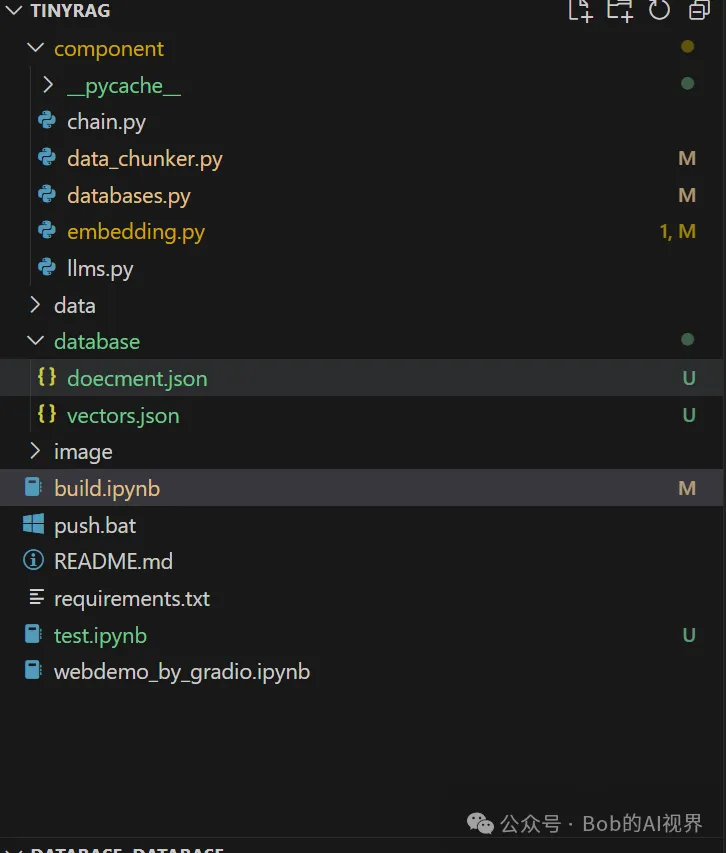 TINYRAG
component
__pycache__
chain.py
data_chunker.py M
databases.py M
embedding.py 1, M
llms.py
data
database
{} doecment.json U
{} vectors.json U
image
build.ipynb M
push.bat
README.md
requirements.txt
test.ipynb U
webdemo_by_gradio.ipynb
公众号 · Bob的AI视界
DATABASE DATABASE